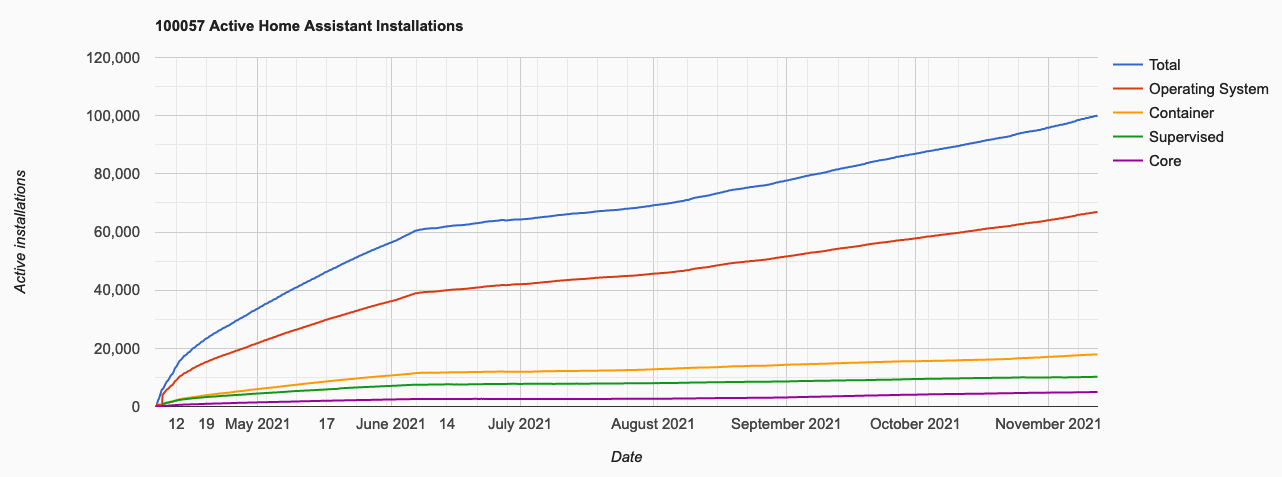 100057 Active Home Assistant Installations
120,000
100,000
80,000
60,000
40,000
20,000
0
Active installations
12 19 May 2021 17 June 2021 14 July 2021 August 2021 September 2021 October 2021 November 2021
Date
Total
Operating System
Container
Supervised
Core